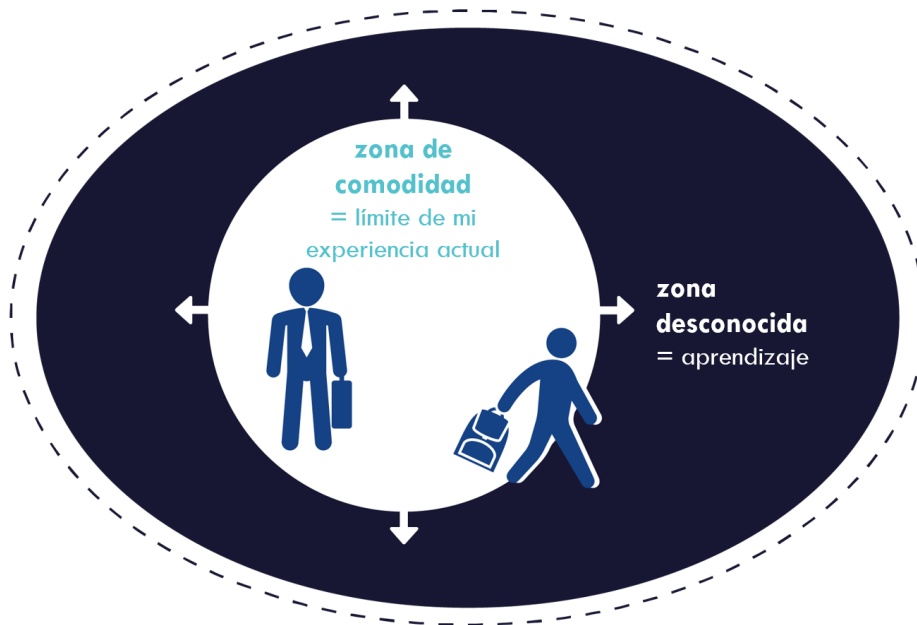 zona de
comodidad
= límite de mi
experiencia actual
zona
desconocida
= aprendizaje